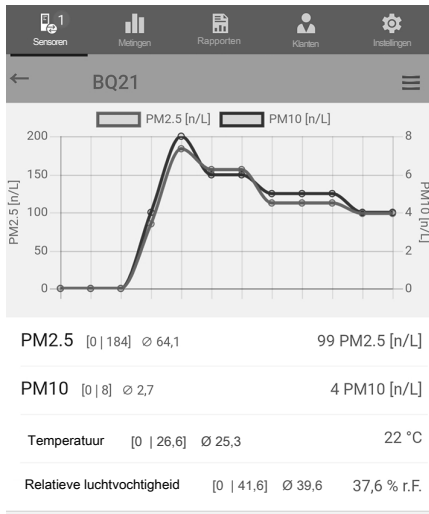 1
Sensoren Metingen Rapporten Klanten Instellingen
← BQ21
PM2.5 [n/L] PM10 [n/L]
200 8
150 6
100 4
50 2
0 0
PM2.5 [n/L]
PM10 [n/L]
PM2.5 [0 | 184] Ø 64,1 99 PM2.5 [n/L]
PM10 [0 | 8] Ø 2,7 4 PM10 [n/L]
Temperatuur [0 | 26,6] Ø 25,3 22 °C
Relatieve luchtvochtigheid [0 | 41,6] Ø 39,6 37,6 % r.F.